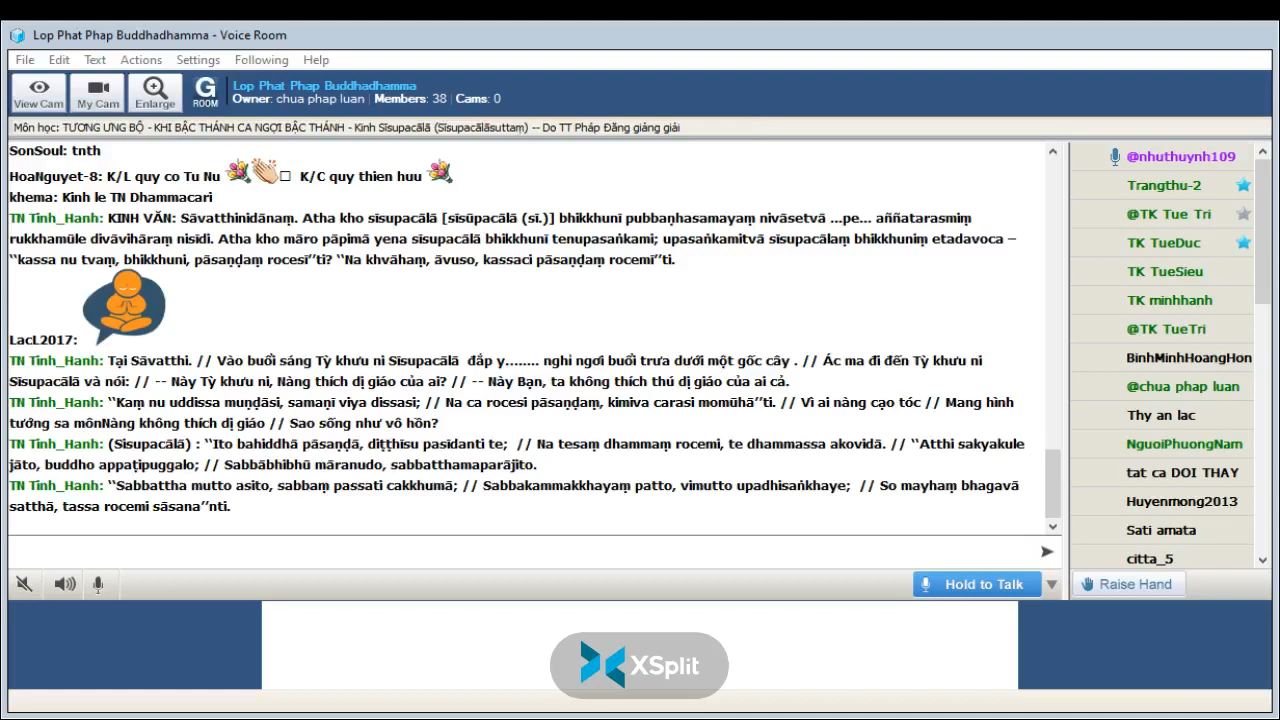 Lop Phat Phap Buddhadhamma - Voice Room
File Edit Text Actions Settings Following Help
View Cam My Cam Enlarge G ROOM
Lop Phat Phap Buddhadhamma
Owner: chua phap luan | Members: 38 | Cams: 0
Môn học: TƯƠNG ƯNG BỘ - KHI BẬC THÁNH CA NGỢI BẬC THÁNH - Kinh Sīsupacālā (Sīsupacālāsuttaṃ) -- Do TT Pháp Đăng giảng giải
SonSoul: tnth
HoaNguyet-8: K/L quy co Tu Nu K/C quy thien huu
khema: Kinh le TN Dhammacari
TN Tinh_Hanh: KINH VĂN: Sāvatthinidānaṃ. Atha kho sīsupacālā [sīsūpacālā (sī.)] bhikkhunī pubbaṇhasamayaṃ nivāsetvā ...pe... aññatarasmiṃ
rukkhamūle divāvihāraṃ nisīdi. Atha kho māro pāpimā yena sīsupacālā bhikkhunī tenupasaṅkami; upasaṅkamitvā sīsupacālaṃ bhikkhuniṃ etadavoca –
‘‘kassa nu tvaṃ, bhikkhuni, pāsaṇḍaṃ rocesī’’ti? ‘‘Na khvāhaṃ, āvuso, kassaci pāsaṇḍaṃ rocemī’’ti.
LacL2017:
TN Tinh_Hanh: Tại Sāvatthi. // Vào buổi sáng Tỳ khưu ni Sīsupacālā đắp y........ nghỉ ngơi buổi trưa dưới một gốc cây . // Ác ma đi đến Tỳ khưu ni
Sīsupacālā và nói: // -- Này Tỳ khưu ni, Nàng thích dị giáo của ai? // -- Này Bạn, ta không thích thú dị giáo của ai cả.
TN Tinh_Hanh: ‘‘Kaṃ nu uddissa muṇḍāsi, samaṇī viya dissasi; // Na ca rocesi pāsaṇḍaṃ, kimiva carasi momūhā’’ti. // Vì ai nàng cạo tóc // Mang hình
tướng sa mônNàng không thích dị giáo // Sao sống như vô hồn?
TN Tinh_Hanh: (Sīsupacālā) : ‘‘Ito bahiddhā pāsaṇḍā, diṭṭhīsu pasīdanti te; // Na tesaṃ dhammaṃ rocemi, te dhammassa akovidā. // ‘‘Atthi sakyakule
jāto, buddho appaṭipuggalo; // Sabbābhibhū māranudo, sabbatthamaparājito.
TN Tinh_Hanh: ‘‘Sabbattha mutto asito, sabbaṃ passati cakkhumā; // Sabbakammakkhayaṃ patto, vimutto upadhisaṅkhaye; // So mayhaṃ bhagavā
satthā, tassa rocemi sāsana’’nti.
Hold to Talk
@nhuthuynh109
Trangthu-2
@TK Tue Tri
TK TueDuc
TK TueSieu
TK minhhanh
@TK TueTri
BinhMinhHoangHon
@chua phap luan
Thy an lac
NguoiPhuongNam
tat ca DOI THAY
Huyenmong2013
Sati amata
citta_5
Raise Hand
XSplit